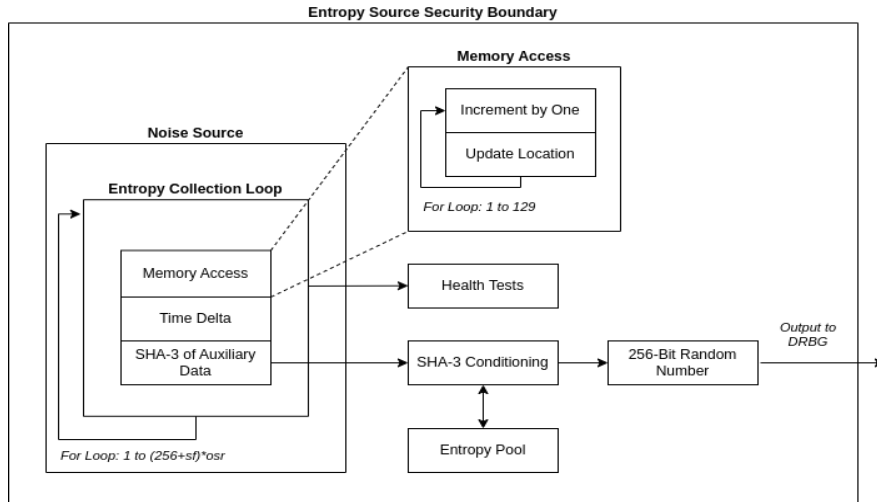 Entropy Source Security Boundary
Memory Access
Increment by One
Update Location
For Loop: 1 to 129
Noise Source
Entropy Collection Loop
Memory Access
Time Delta
SHA-3 of Auxiliary
Data
For Loop: 1 to (256+sf)*osr
Health Tests
SHA-3 Conditioning
Entropy Pool
256-Bit Random
Number
Output to
DRBG